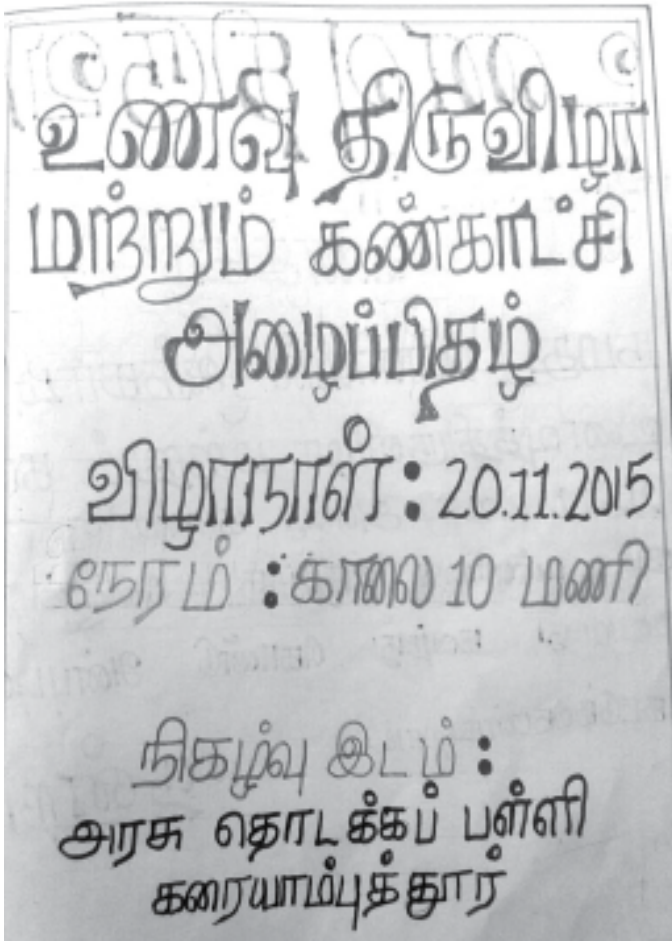 உணவு திருவிழா
மற்றும் கண்காட்சி
அழைப்பிதழ்
விழாநாள் : 20.11.2015
நேரம் : காலை 10 மணி
நிகழ்வு இடம் :
அரசு தொடக்கப் பள்ளி
கரையாம்புத்தூர்